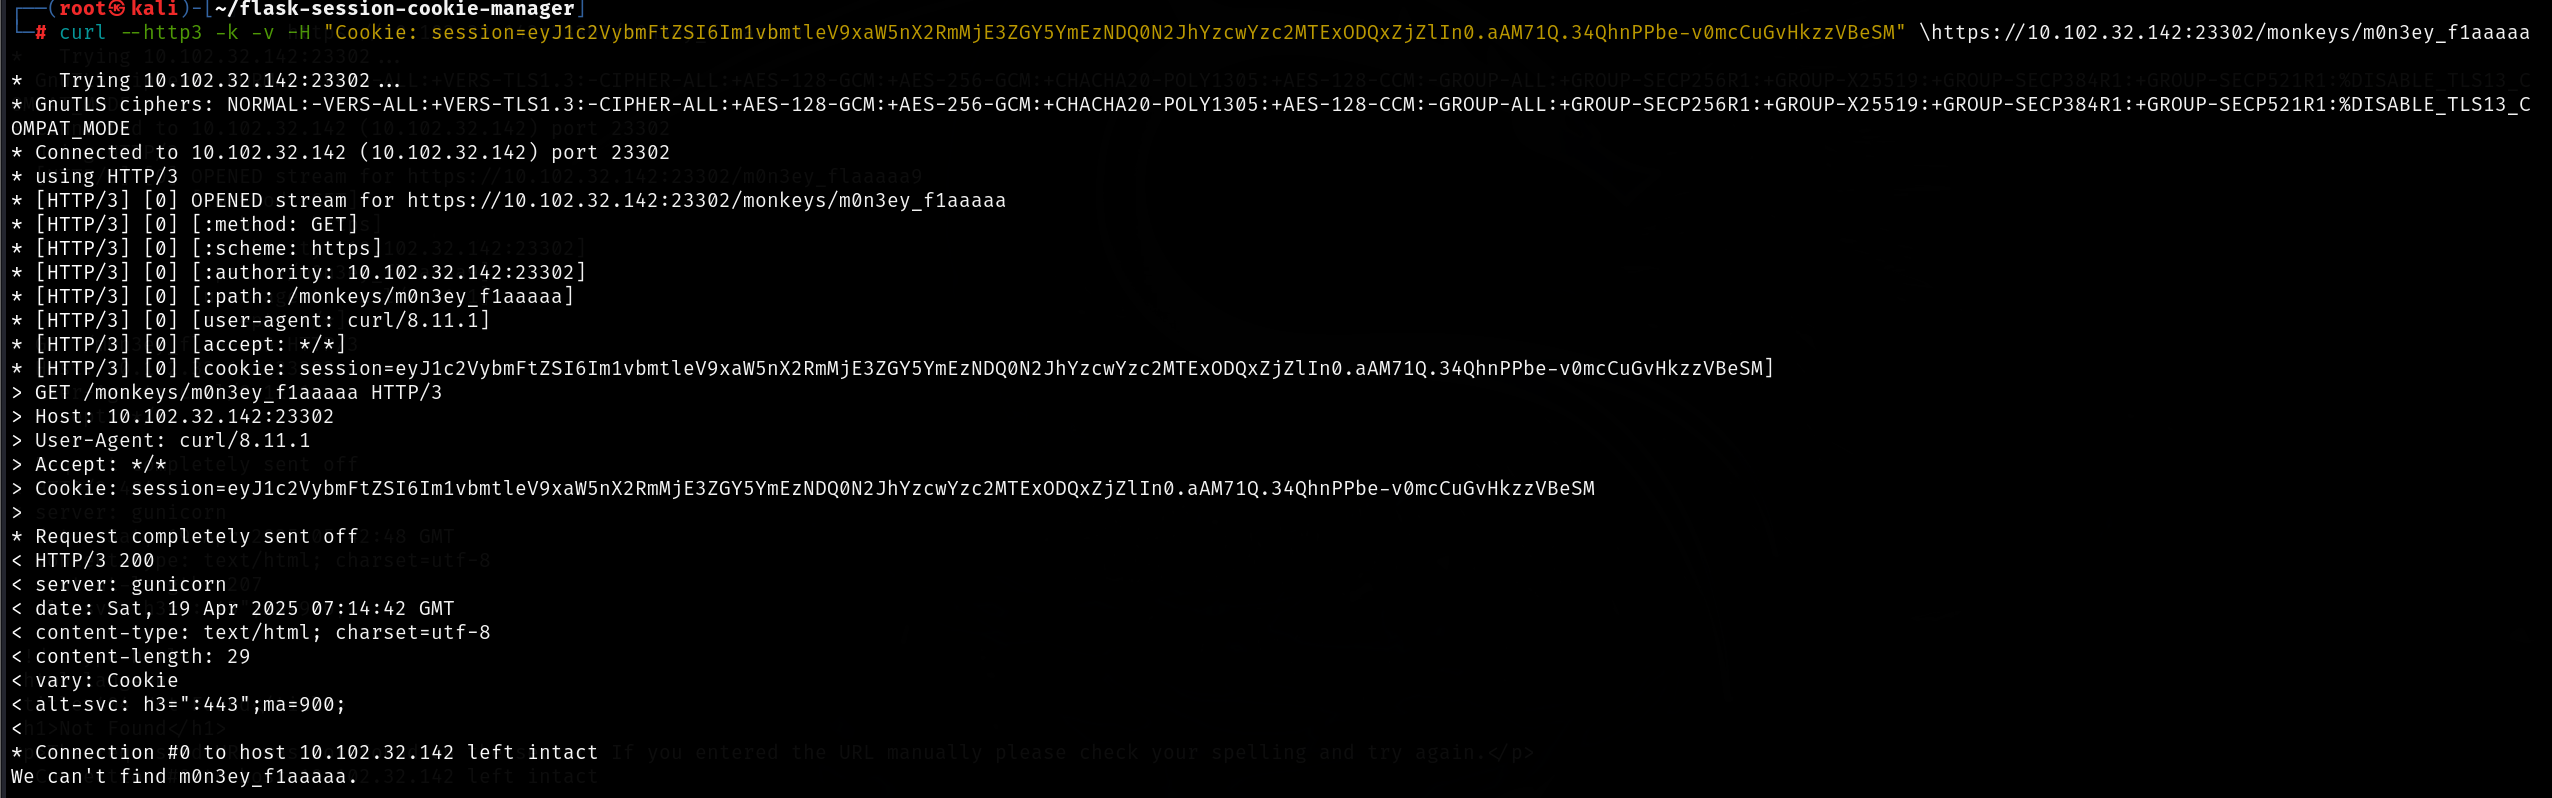 ┌──(root㉿kali)-[~/flask-session-cookie-manager]
└─# curl --http3 -k -v -H "Cookie: session=eyJ1c2VybmFtZSI6Im1vbmtleV9xaW5nX2RmMjE3ZGY5YmEzNDQ0N2JhYzcwYzc2MTExODQxZjZlIn0.aAM71Q.34QhnPPbe-v0mcCuGvHkzzVBeSM" \https://10.102.32.142:23302/monkeys/m0n3ey_f1aaaaa
* Trying 10.102.32.142:23302...
* GnuTLS ciphers: NORMAL:-VERS-ALL:+VERS-TLS1.3:-CIPHER-ALL:+AES-128-GCM:+AES-256-GCM:+CHACHA20-POLY1305:+AES-128-CCM:-GROUP-ALL:+GROUP-SECP256R1:+GROUP-X25519:+GROUP-SECP384R1:+GROUP-SECP521R1:%DISABLE_TLS13_C
OMPAT_MODE
* Connected to 10.102.32.142 (10.102.32.142) port 23302
* using HTTP/3
* [HTTP/3] [0] OPENED stream for https://10.102.32.142:23302/monkeys/m0n3ey_f1aaaaa
* [HTTP/3] [0] [:method: GET]
* [HTTP/3] [0] [:scheme: https]
* [HTTP/3] [0] [:authority: 10.102.32.142:23302]
* [HTTP/3] [0] [:path: /monkeys/m0n3ey_f1aaaaa]
* [HTTP/3] [0] [user-agent: curl/8.11.1]
* [HTTP/3] [0] [accept: */*]
* [HTTP/3] [0] [cookie: session=eyJ1c2VybmFtZSI6Im1vbmtleV9xaW5nX2RmMjE3ZGY5YmEzNDQ0N2JhYzcwYzc2MTExODQxZjZlIn0.aAM71Q.34QhnPPbe-v0mcCuGvHkzzVBeSM]
> GET /monkeys/m0n3ey_f1aaaaa HTTP/3
> Host: 10.102.32.142:23302
> User-Agent: curl/8.11.1
> Accept: */*
> Cookie: session=eyJ1c2VybmFtZSI6Im1vbmtleV9xaW5nX2RmMjE3ZGY5YmEzNDQ0N2JhYzcwYzc2MTExODQxZjZlIn0.aAM71Q.34QhnPPbe-v0mcCuGvHkzzVBeSM
>
* Request completely sent off
< HTTP/3 200
< server: gunicorn
< date: Sat, 19 Apr 2025 07:14:42 GMT
< content-type: text/html; charset=utf-8
< content-length: 29
< vary: Cookie
< alt-svc: h3=":443";ma=900;
<
* Connection #0 to host 10.102.32.142 left intact
We can't find m0n3ey_f1aaaaa.